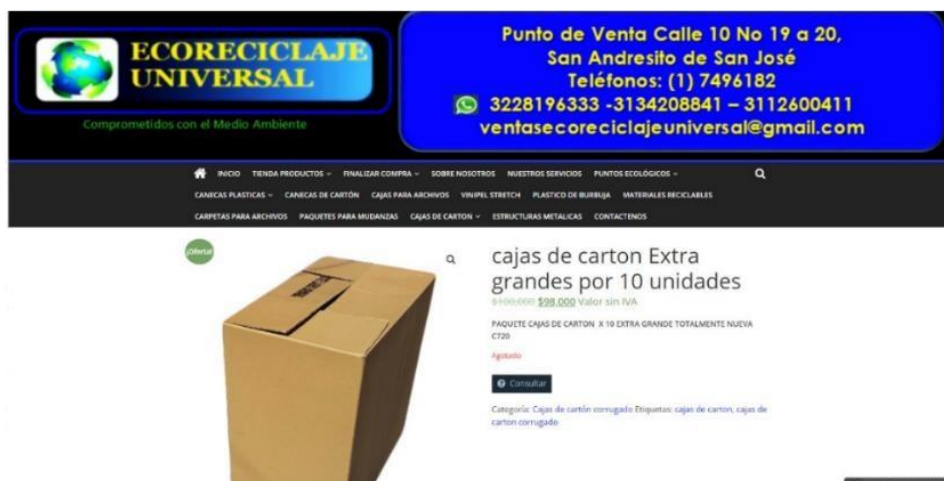 ECORECICLAJE
UNIVERSAL
Comprometidos con el Medio Ambiente
Punto de Venta Calle 10 No 19 a 20,
San Andresito de San José
Teléfonos: (1) 7496182
3228196333 -3134208841 – 3112600411
ventasecoreciclajeuniversal@gmail.com
INICIO TIENDA PRODUCTOS FINALIZAR COMPRA SOBRE NOSOTROS NUESTROS SERVICIOS PUNTOS ECOLÓGICOS
CANECAS PLASTICAS CANECAS DE CARTÓN CAJAS PARA ARCHIVOS VINIPEL STRETCH PLASTICO DE BURBUJA MATERIALES RECICLABLES
CARPETAS PARA ARCHIVOS PAQUETES PARA MUDANZAS CAJAS DE CARTON ESTRUCTURAS METALICAS CONTACTENOS
¡Oferta!
cajas de carton Extra
grandes por 10 unidades
$100,000 $98,000 Valor sin IVA
PAQUETE CAJAS DE CARTON X 10 EXTRA GRANDE TOTALMENTE NUEVA
C720
Agotado
Consultar
Categoría: Cajas de cartón corrugado Etiquetas: cajas de carton, cajas de
carton corrugado